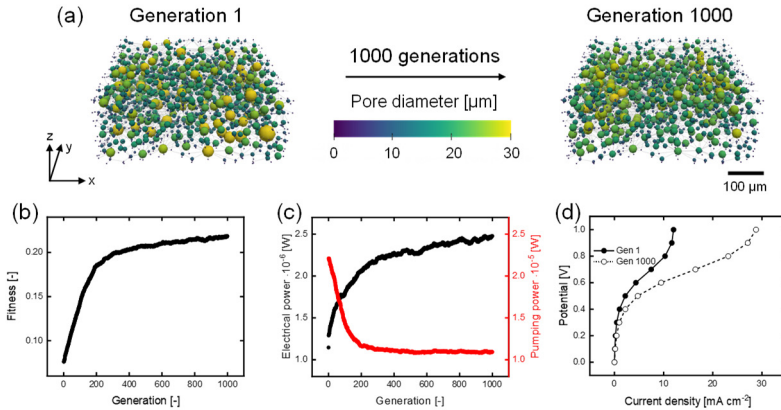 (a)
Generation 1
Generation 1000
1000 generations
Pore diameter [µm]
0 10 20 30
z
y
x
100 µm
(b)
Fitness [-]
0.20
0.15
0.10
0 200 400 600 800 1000
Generation [-]
(c)
Electrical power ·10⁻⁶ [W]
2.5
2.0
1.5
1.0
0 200 400 600 800 1000
Generation [-]
2.5
2.0
1.5
1.0
Pumping power ·10⁻⁵ [W]
(d)
Potential [V]
1.0
0.8
0.6
0.4
0.2
0.0
Gen 1
Gen 1000
0 10 20 30
Current density [mA cm⁻²]